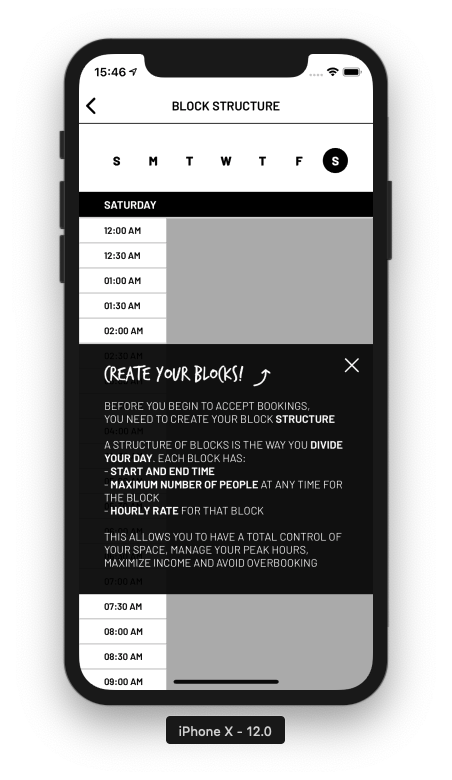 15:46
BLOCK STRUCTURE
S M T W T F S
SATURDAY
12:00 AM
12:30 AM
01:00 AM
01:30 AM
02:00 AM
02:30 AM
CREATE YOUR BLOCKS!
BEFORE YOU BEGIN TO ACCEPT BOOKINGS,
YOU NEED TO CREATE YOUR BLOCK STRUCTURE
A STRUCTURE OF BLOCKS IS THE WAY YOU DIVIDE
YOUR DAY. EACH BLOCK HAS:
- START AND END TIME
- MAXIMUM NUMBER OF PEOPLE AT ANY TIME FOR
THE BLOCK
- HOURLY RATE FOR THAT BLOCK
THIS ALLOWS YOU TO HAVE A TOTAL CONTROL OF
YOUR SPACE, MANAGE YOUR PEAK HOURS,
MAXIMIZE INCOME AND AVOID OVERBOOKING
07:00 AM
07:30 AM
08:00 AM
08:30 AM
09:00 AM
iPhone X - 12.0